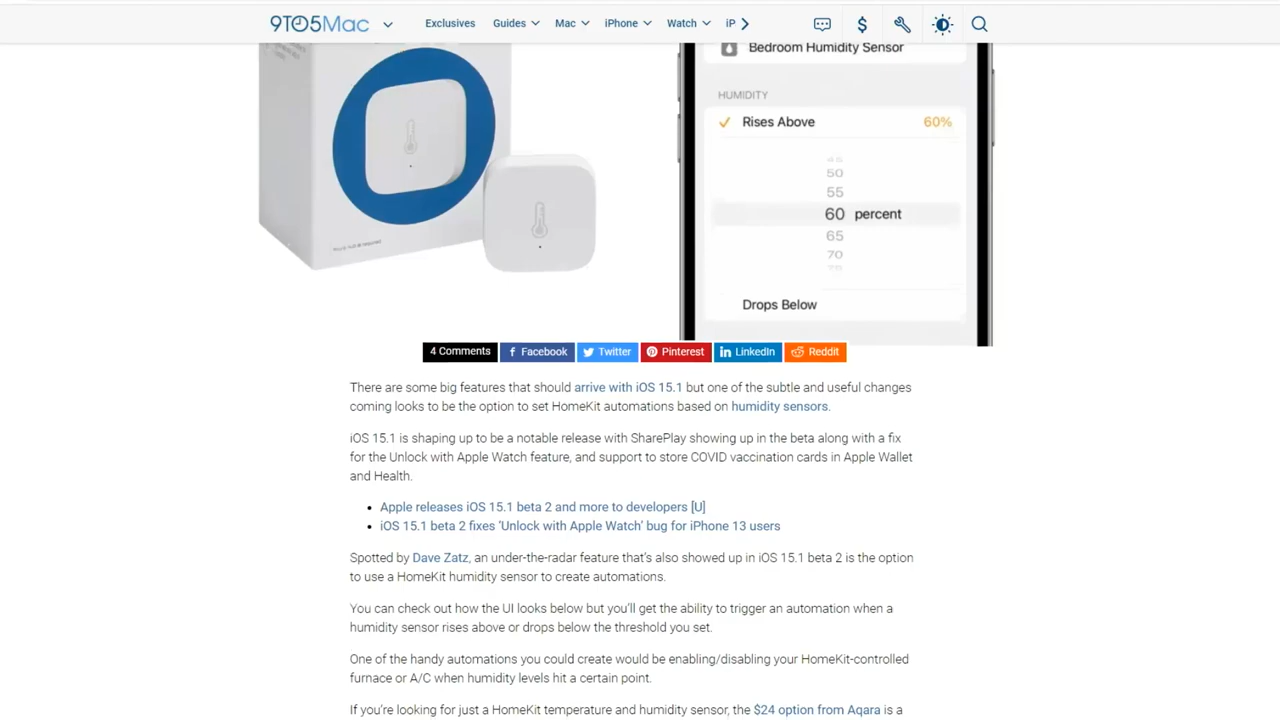 9TO5Mac
Exclusives Guides Mac iPhone Watch iP
Bedroom Humidity Sensor
HUMIDITY
Rises Above 60%
50
55
60 percent
65
70
Drops Below
4 Comments Facebook Twitter Pinterest LinkedIn Reddit
There are some big features that should arrive with iOS 15.1 but one of the subtle and useful changes
coming looks to be the option to set HomeKit automations based on humidity sensors.
iOS 15.1 is shaping up to be a notable release with SharePlay showing up in the beta along with a fix
for the Unlock with Apple Watch feature, and support to store COVID vaccination cards in Apple Wallet
and Health.
Apple releases iOS 15.1 beta 2 and more to developers [U]
iOS 15.1 beta 2 fixes ‘Unlock with Apple Watch’ bug for iPhone 13 users
Spotted by Dave Zatz, an under-the-radar feature that’s also showed up in iOS 15.1 beta 2 is the option
to use a HomeKit humidity sensor to create automations.
You can check out how the UI looks below but you’ll get the ability to trigger an automation when a
humidity sensor rises above or drops below the threshold you set.
One of the handy automations you could create would be enabling/disabling your HomeKit-controlled
furnace or A/C when humidity levels hit a certain point.
If you’re looking for just a HomeKit temperature and humidity sensor, the $24 option from Aqara is a